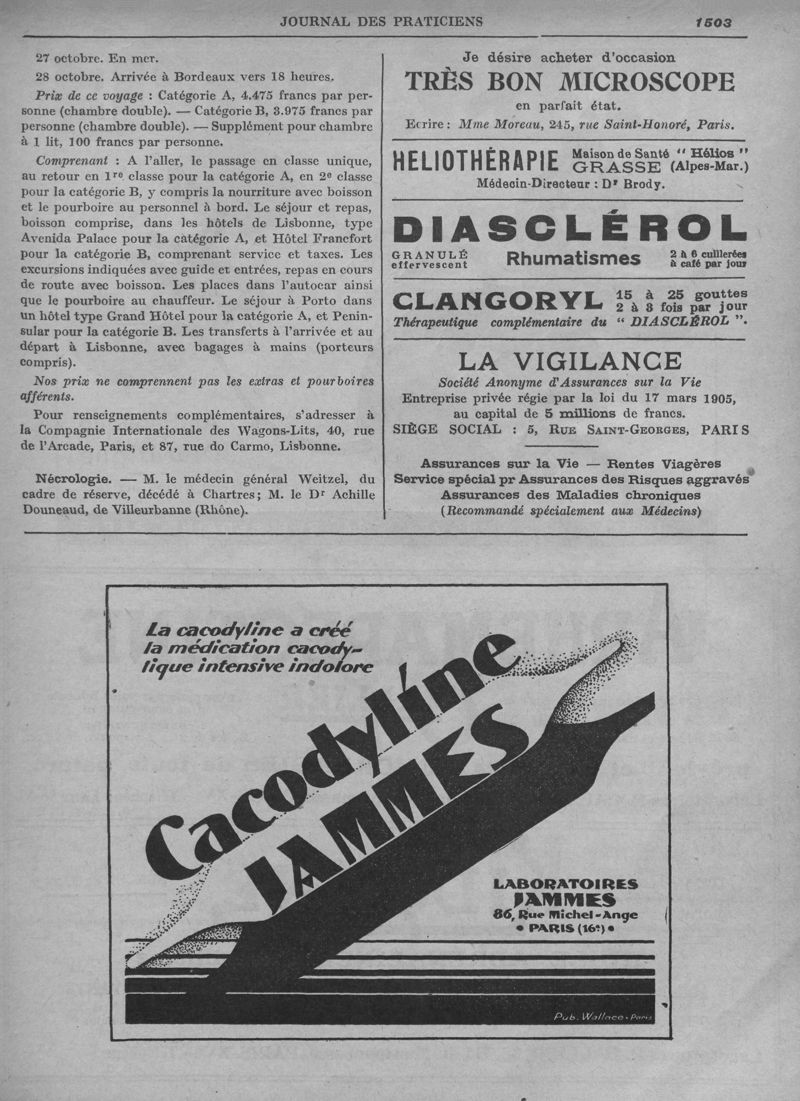 JOURNAL DES PRATICIENS 1503
27 octobre. En mer.
28 octobre. Arrivée à Bordeaux vers 18 heures.
Prix de ce voyage : Catégorie A, 4.475 francs par per-
sonne (chambre double). — Catégorie B, 3.975 francs par
personne (chambre double). — Supplément pour chambre
à 1 lit, 100 francs par personne.
Comprenant : A l'aller, le passage en classe unique,
au retour en 1re classe pour la catégorie A, en 2e classe
pour la catégorie B, y compris la nourriture avec boisson
et le pourboire au personnel à bord. Le séjour et repas,
boisson comprise, dans les hôtels de Lisbonne, type
Avenida Palace pour la catégorie A, et Hôtel Francfort
pour la catégorie B, comprenant service et taxes. Les
excursions indiquées avec guide et entrées, repas en cours
de route avec boisson. Les places dans l'autocar ainsi
que le pourboire au chauffeur. Le séjour à Porto dans
un hôtel type Grand Hôtel pour la catégorie A, et Penin-
sular pour la catégorie B. Les transferts à l'arrivée et au
départ à Lisbonne, avec bagages à mains (porteurs
compris).
Nos prix ne comprennent pas les extras et pourboires
afférents.
Pour renseignements complémentaires, s'adresser à
la Compagnie Internationale des Wagons-Lits, 40, rue
de l'Arcade, Paris, et 87, rue do Carmo, Lisbonne.
Nécrologie. — M. le médecin général Weitzel, du
cadre de réserve, décédé à Chartres; M. le Dr Achille
Douneaud, de Villeurbanne (Rhône).
Je désire acheter d'occasion
TRÈS BON MICROSCOPE
en parfait état.
Ecrire : Mme Moreau, 245, rue Saint-Honoré, Paris.
HELIOTHÉRAPIE Maison de Santé “ Hélios ”
GRASSE (Alpes-Mar.)
Médecin-Directeur : Dr Brody.
DIASCLÉROL
GRANULÉ effervescent Rhumatismes 2 à 6 cuillerées
à café par jour
CLANGORYL 15 à 25 gouttes
2 à 3 fois par jour
Thérapeutique complémentaire du “ DIASCLÉROL ”.
LA VIGILANCE
Société Anonyme d'Assurances sur la Vie
Entreprise privée régie par la loi du 17 mars 1905,
au capital de 5 millions de francs.
SIÈGE SOCIAL : 5, RUE SAINT-GEORGES, PARIS
Assurances sur la Vie — Rentes Viagères
Service spécial pr Assurances des Risques aggravés
Assurances des Maladies chroniques
(Recommandé spécialement aux Médecins)
La cacodyline a créé
la médication cacody-
lique intensive indolore
Cacodyline
JAMMES
LABORATOIRES
JAMMES
86, Rue Michel-Ange
• PARIS (16e) •
Pub. Wallace - Paris